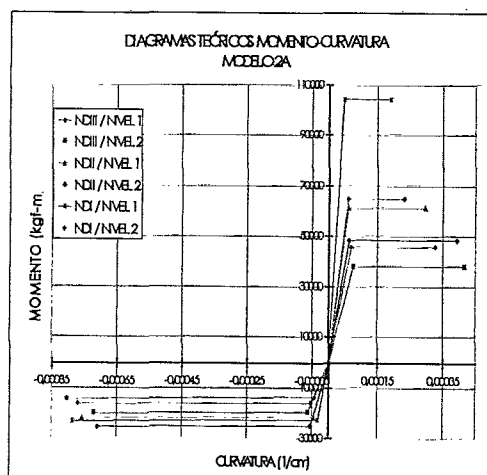 DIAGRAMAS TEÓRICOS MOMENTO-CURVATURA
MODELO 2A
110000
90000
70000
50000
30000
10000
-10000
-30000
NDIII / NIVEL 1
NDIII / NIVEL 2
NDII / NIVEL 1
NDII / NIVEL 2
NDI / NIVEL 1
NDI / NIVEL 2
MOMENTO (kgf-m)
-0,00085
-0,00065
-0,00045
-0,00025
0,00015
0,00035
CURVATURA (1/cm)